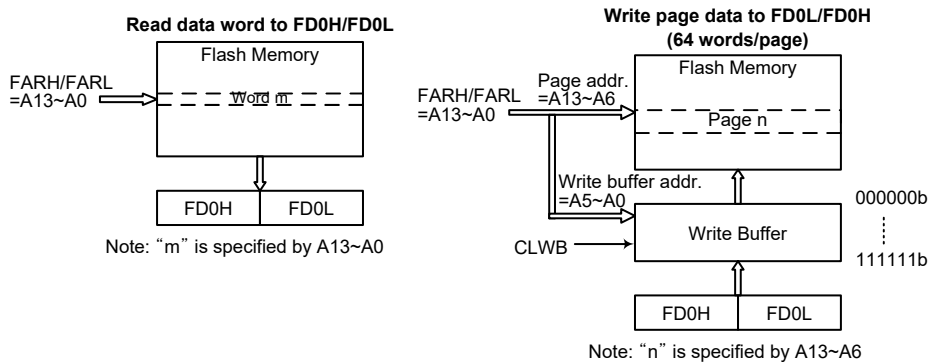 Read data word to FD0H/FD0L
Flash Memory
FARH/FARL
=A13~A0
Word m
FD0H
FD0L
Note: “m” is specified by A13~A0
Write page data to FD0L/FD0H
(64 words/page)
Flash Memory
Page addr.
=A13~A6
FARH/FARL
=A13~A0
Page n
Write buffer addr.
=A5~A0
000000b
Write Buffer
CLWB
111111b
FD0H
FD0L
Note: “n” is specified by A13~A6